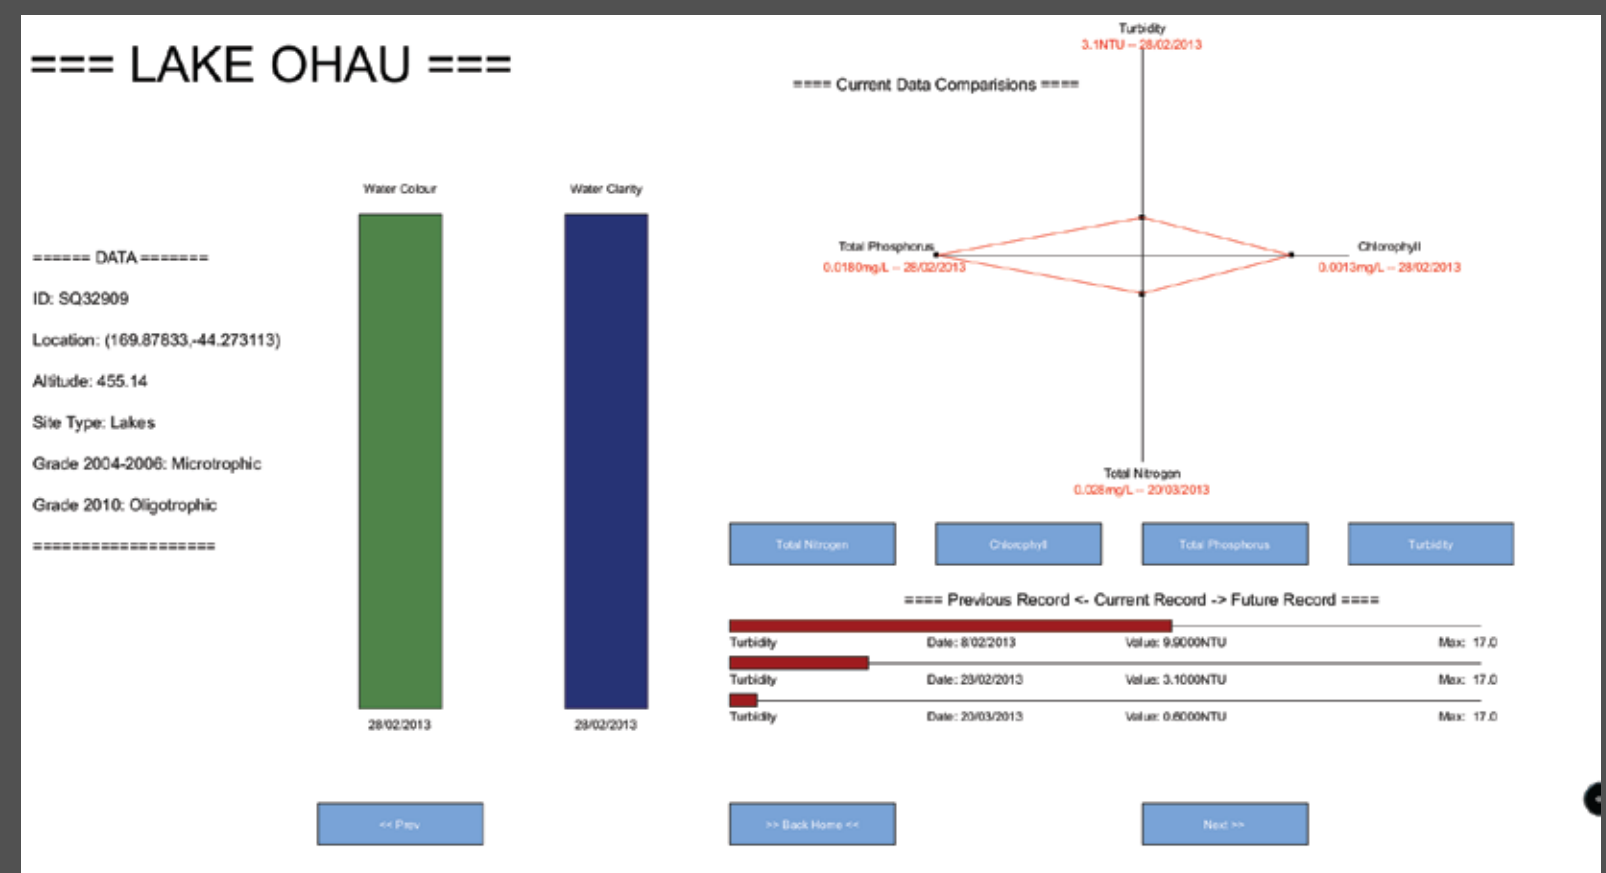 === LAKE OHAU ===
Turbidity
3.1NTU -- 28/02/2013
==== Current Data Comparisions ====
Water Colour
Water Clarity
Total Phosphorus
0.0180mg/L -- 28/02/2013
Chlorophyll
0.0013mg/L -- 28/02/2013
Total Nitrogen
0.028mg/L -- 20/03/2013
====== DATA =======
ID: SQ32909
Location: (169.87833,-44.273113)
Altitude: 455.14
Site Type: Lakes
Grade 2004-2006: Microtrophic
Grade 2010: Oligotrophic
===================
28/02/2013
28/02/2013
Total Nitrogen
Chlorophyll
Total Phosphorus
Turbidity
==== Previous Record <- Current Record -> Future Record ====
Turbidity Date: 8/02/2013 Value: 9.9000NTU Max: 17.0
Turbidity Date: 28/02/2013 Value: 3.1000NTU Max: 17.0
Turbidity Date: 20/03/2013 Value: 0.6000NTU Max: 17.0
<< Prev
>> Back Home <<
Next >>